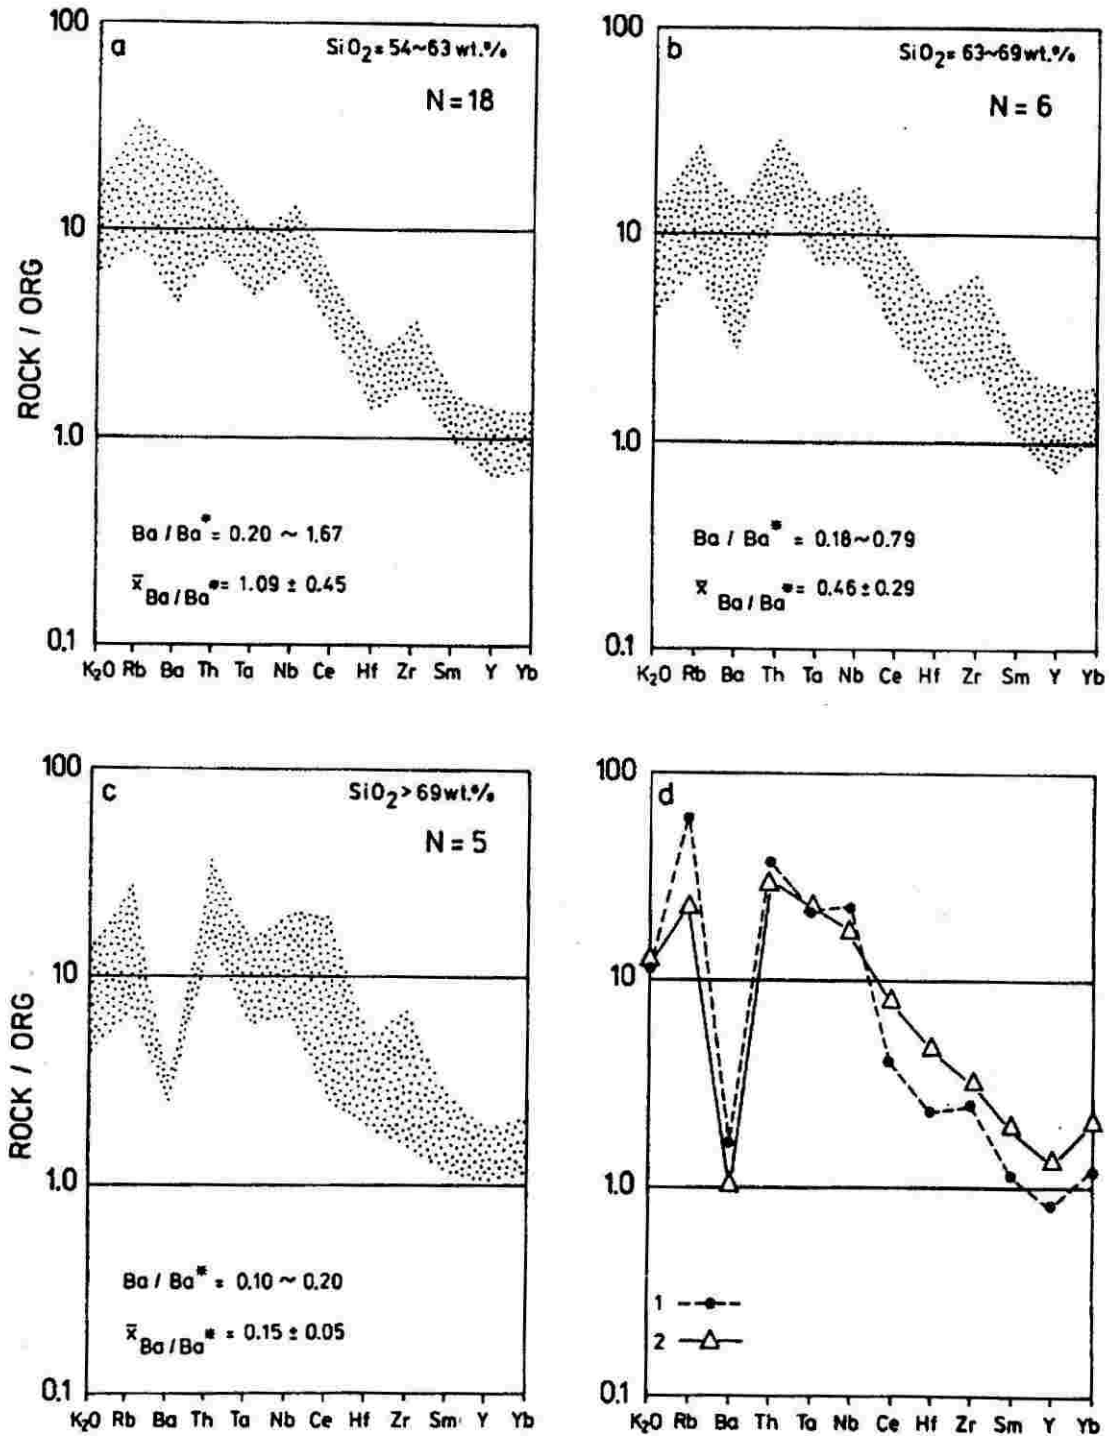 100
a
SiO₂= 54~63 wt.%
N = 18
10
1.0
0.1
ROCK / ORG
Ba / Ba* = 0.20 ~ 1.67
x̄ Ba/Ba* = 1.09 ± 0.45
K₂O Rb Ba Th Ta Nb Ce Hf Zr Sm Y Yb
100
b
SiO₂= 63~69wt.%
N = 6
10
1.0
0.1
Ba / Ba* = 0.18~0.79
x̄ Ba/Ba* = 0.46±0.29
K₂O Rb Ba Th Ta Nb Ce Hf Zr Sm Y Yb
100
c
SiO₂ > 69wt.%
N = 5
10
1.0
0.1
ROCK / ORG
Ba / Ba* = 0.10 ~ 0.20
x̄ Ba/Ba* = 0.15 ± 0.05
K₂O Rb Ba Th Ta Nb Ce Hf Zr Sm Y Yb
100
d
10
1.0
0.1
1
2
K₂O Rb Ba Th Ta Nb Ce Hf Zr Sm Y Yb